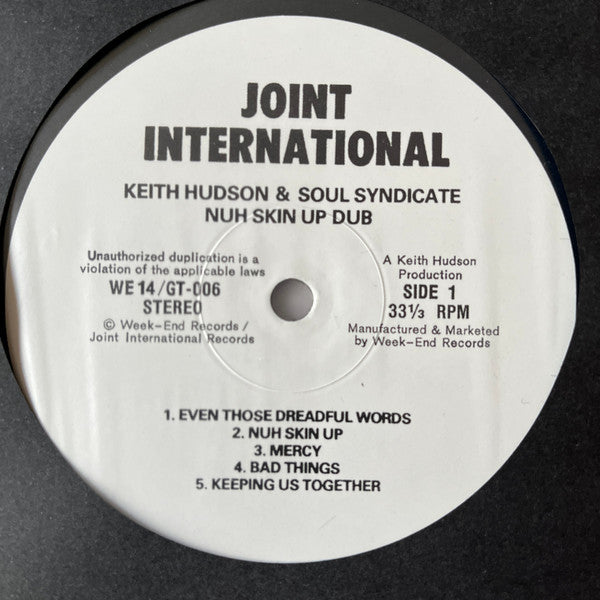 JOINT
INTERNATIONAL
KEITH HUDSON & SOUL SYNDICATE
NUH SKIN UP DUB
Unauthorized duplication is a
violation of the applicable laws
WE 14/GT-006
STEREO
© Week-End Records /
Joint International Records
A Keith Hudson
Production
SIDE 1
33⅓ RPM
Manufactured & Marketed
by Week-End Records
1. EVEN THOSE DREADFUL WORDS
2. NUH SKIN UP
3. MERCY
4. BAD THINGS
5. KEEPING US TOGETHER